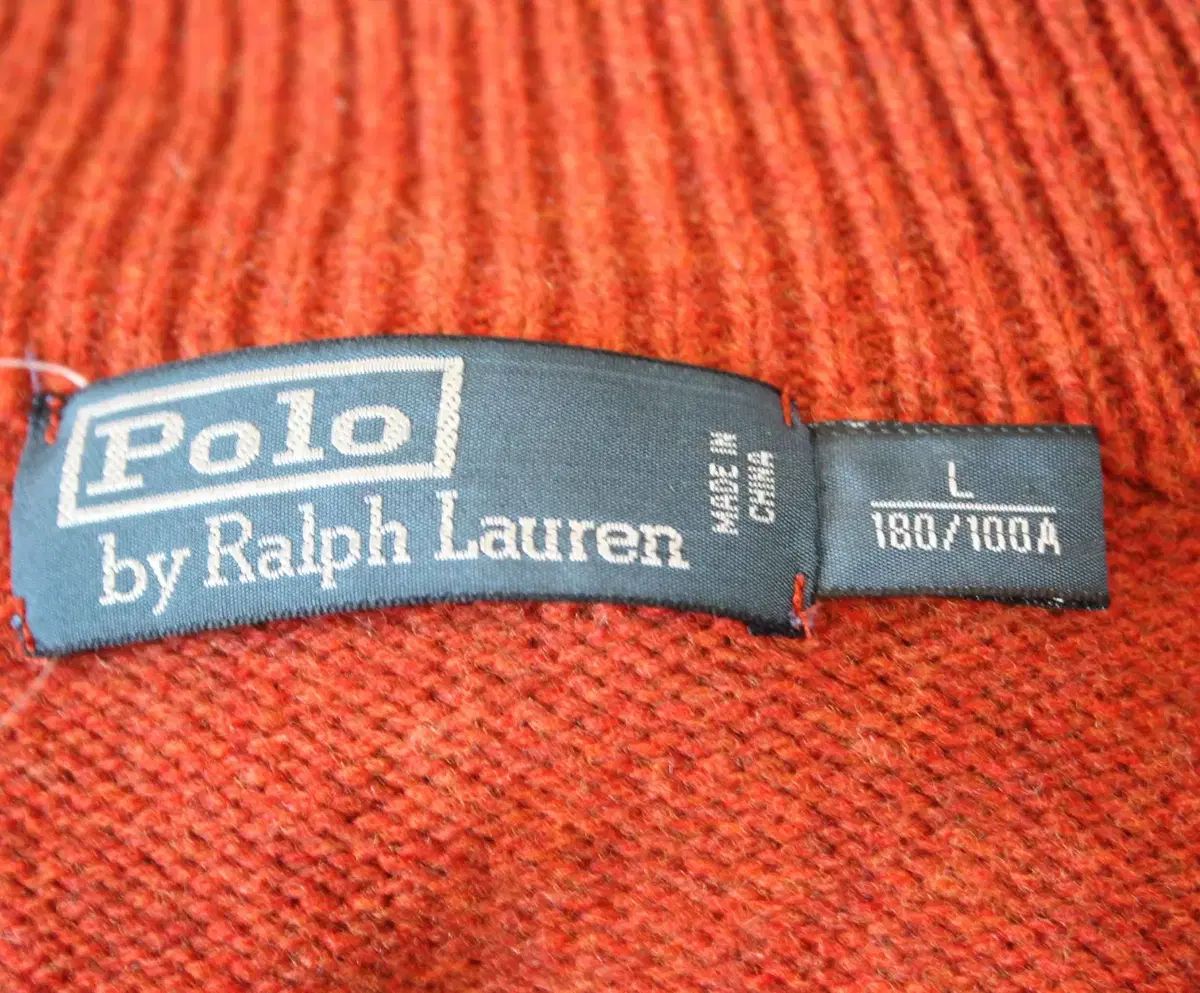 Polo
by Ralph Lauren
MADE IN
CHINA
L
180/100A